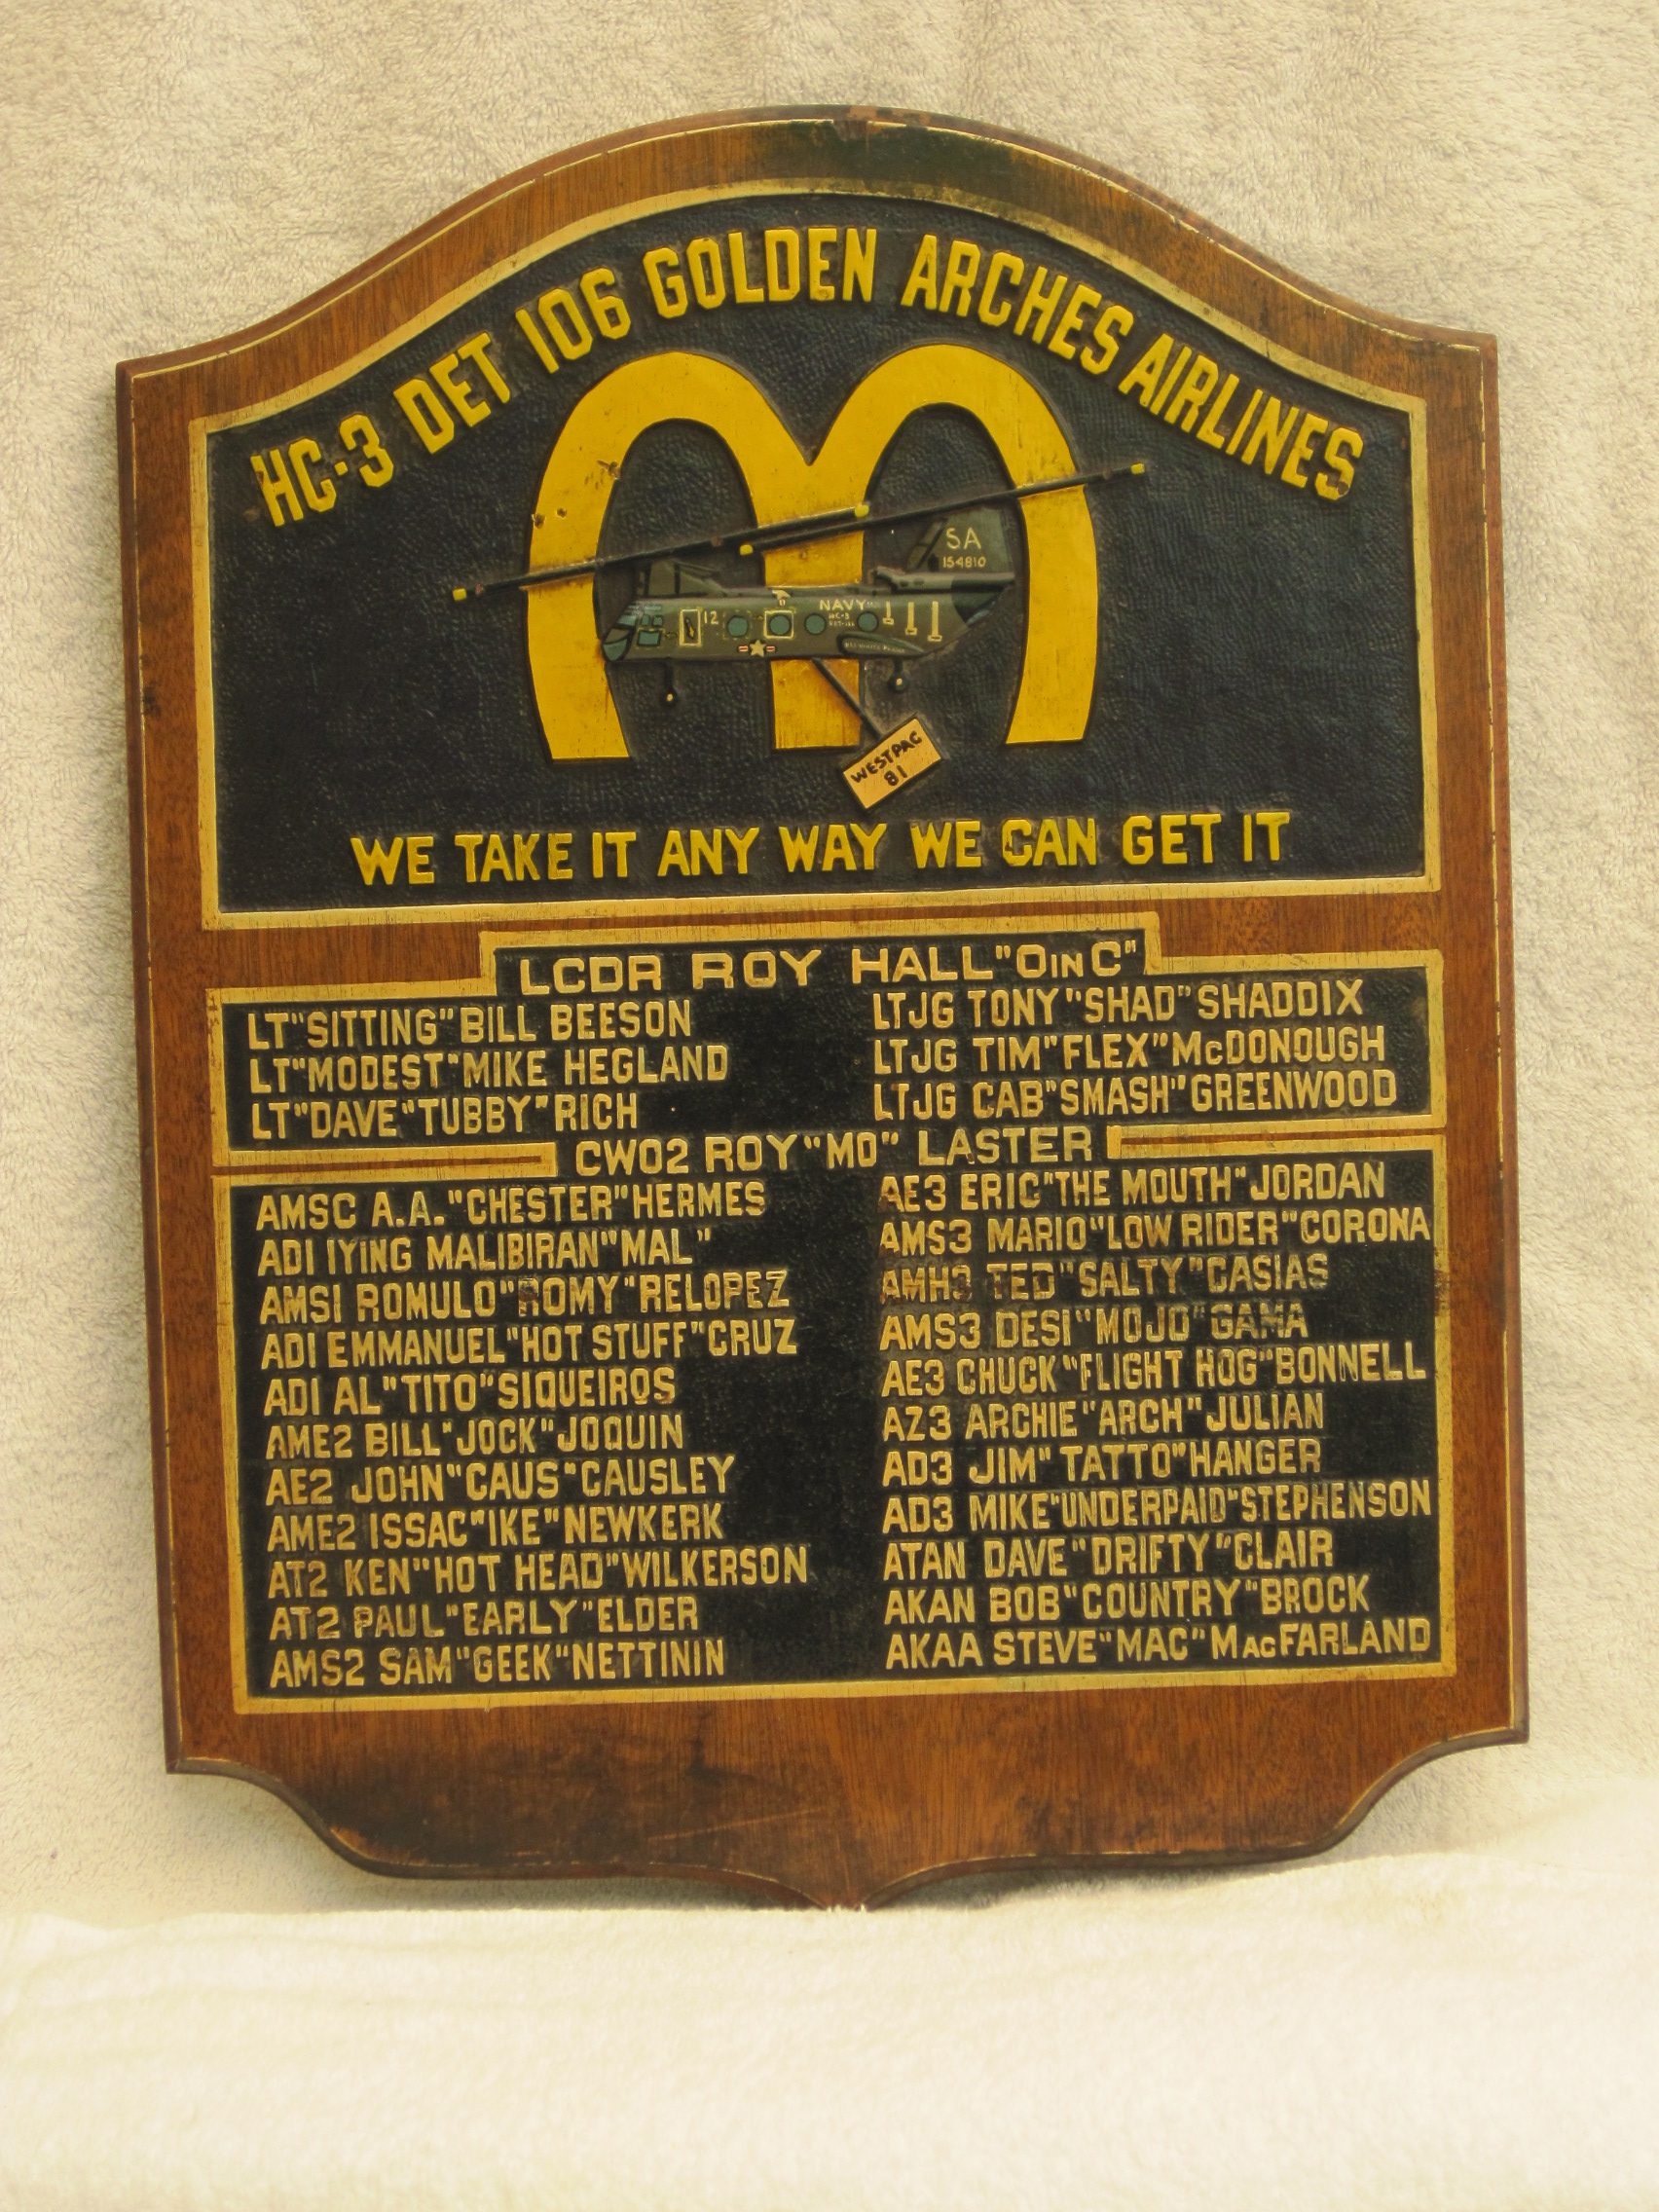 HC-3 DET 106 GOLDEN ARCHES AIRLINES
SA
154810
12
NAVY
HC-3
WESTPAC
81
WE TAKE IT ANY WAY WE CAN GET IT
LCDR ROY HALL "OINC"
LT "SITTING" BILL BEESON
LT "MODEST" MIKE HEGLAND
LT "DAVE "TUBBY" RICH
LTJG TONY "SHAD" SHADDIX
LTJG TIM "FLEX" McDONOUGH
LTJG CAB "SMASH" GREENWOOD
CWO2 ROY "MO" LASTER
AMSC A.A. "CHESTER" HERMES
AD1 IYING MALIBIRAN "MAL"
AMS1 ROMULO "ROMY" RELOPEZ
AD1 EMMANUEL "HOT STUFF" CRUZ
AD1 AL "TITO" SIQUEIROS
AME2 BILL "JOCK" JOQUIN
AE2 JOHN "CAUS" CAUSLEY
AME2 ISSAC "IKE" NEWKERK
AT2 KEN "HOT HEAD" WILKERSON
AT2 PAUL "EARLY" ELDER
AMS2 SAM "GEEK" NETTININ
AE3 ERIC "THE MOUTH" JORDAN
AMS3 MARIO "LOW RIDER" CORONA
AMH3 TED "SALTY" CASIAS
AMS3 DESI "MOJO" GAMA
AE3 CHUCK "FLIGHT HOG" BONNELL
AZ3 ARCHIE "ARCH" JULIAN
AD3 JIM "TATTO" HANGER
AD3 MIKE "UNDERPAID" STEPHENSON
ATAN DAVE "DRIFTY" CLAIR
AKAN BOB "COUNTRY" BROCK
AKAA STEVE "MAC" MacFARLAND